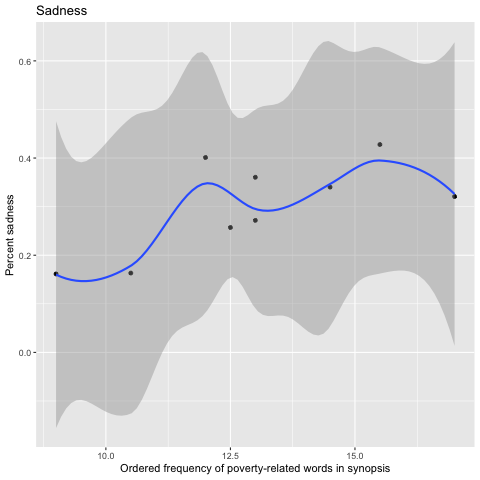 Sadness
Percent sadness
0.6
0.4
0.2
0.0
10.0 12.5 15.0
Ordered frequency of poverty-related words in synopsis